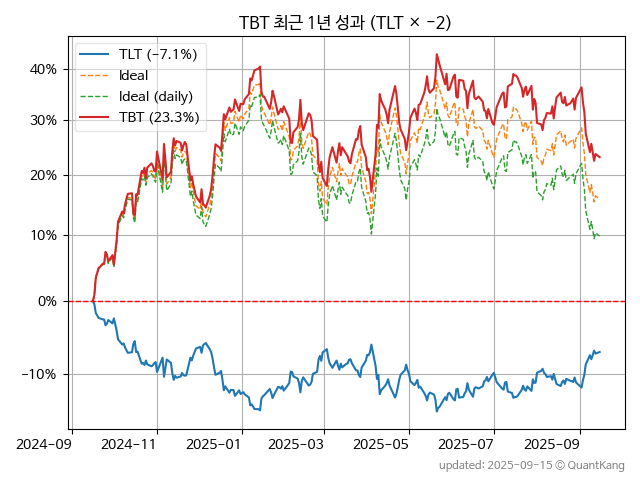 TBT 최근 1년 성과 (TLT × −2)
TLT (−7.1%)
Ideal
Ideal (daily)
TBT (23.3%)
40%
30%
20%
10%
0%
−10%
2024-09
2024-11
2025-01
2025-03
2025-05
2025-07
2025-09
updated: 2025-09-15 © QuantKang